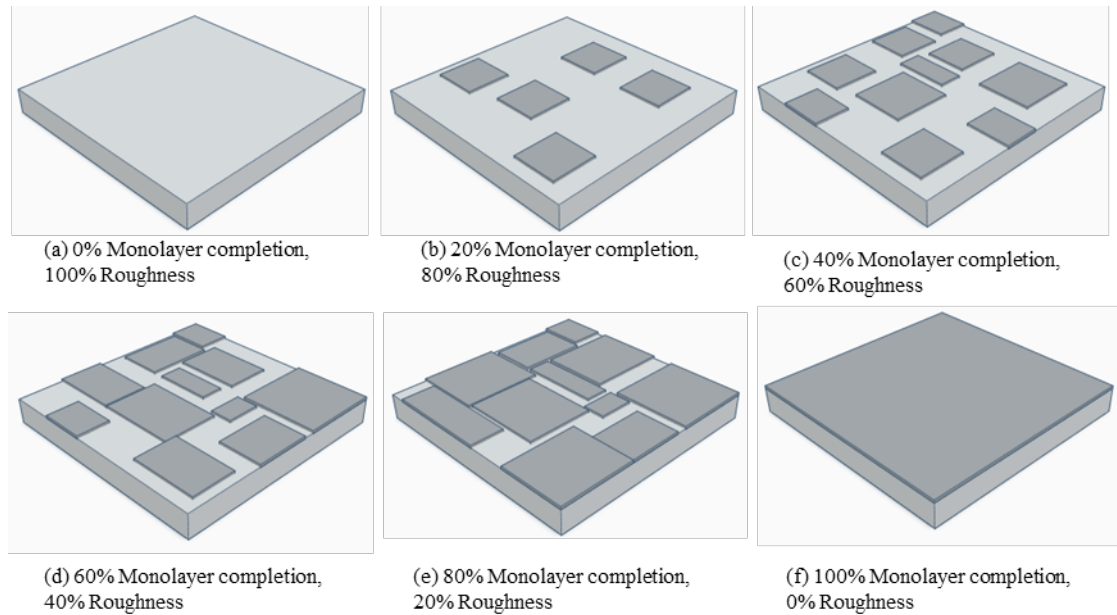 (a) 0% Monolayer completion,
100% Roughness
(b) 20% Monolayer completion,
80% Roughness
(c) 40% Monolayer completion,
60% Roughness
(d) 60% Monolayer completion,
40% Roughness
(e) 80% Monolayer completion,
20% Roughness
(f) 100% Monolayer completion,
0% Roughness